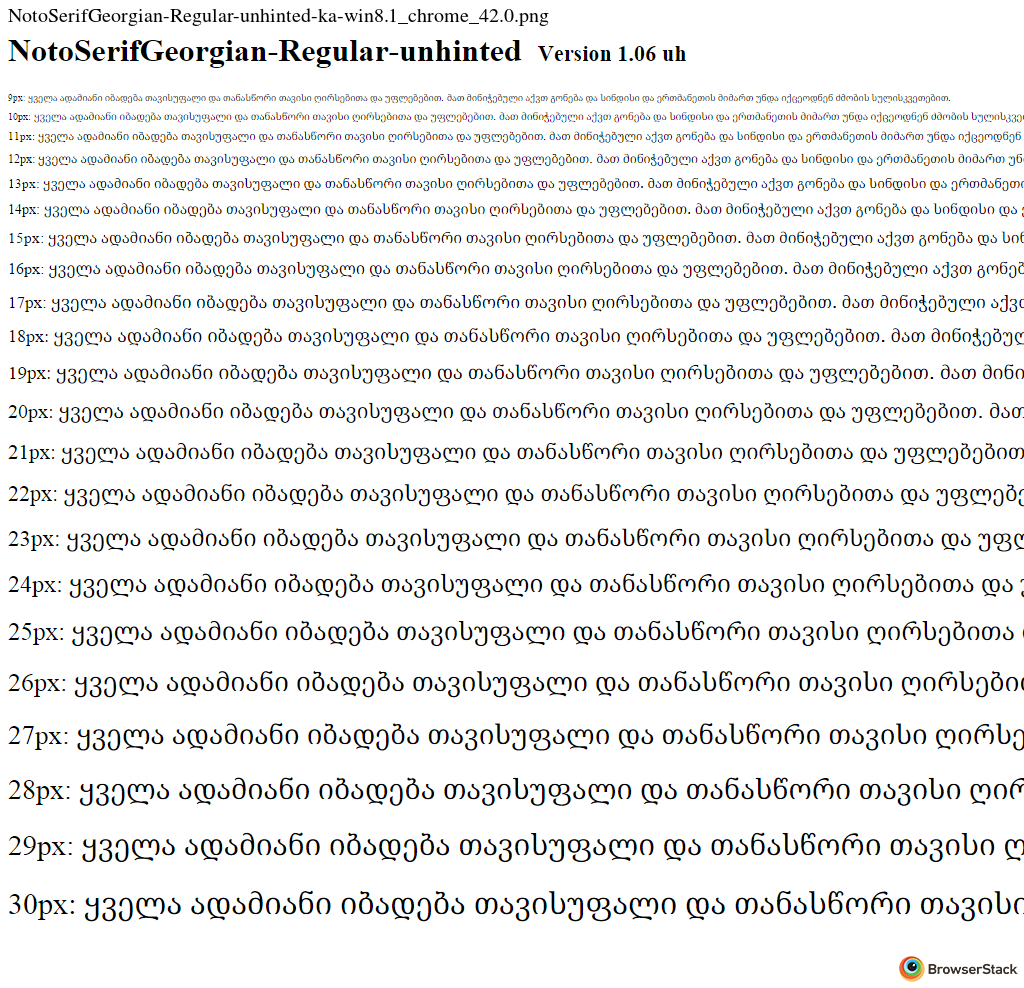 NotoSerifGeorgian-Regular-unhinted-ka-win8.1_chrome_42.0.png
NotoSerifGeorgian-Regular-unhinted Version 1.06 uh
9px: ყველა ადამიანი იბადება თავისუფალი და თანასწორი თავისი ღირსებითა და უფლებებით. მათ მინიჭებული აქვთ გონება და სინდისი და ერთმანეთის მიმართ უნდა იქცეოდნენ ძმობის სულისკვეთებით.
10px: ყველა ადამიანი იბადება თავისუფალი და თანასწორი თავისი ღირსებითა და უფლებებით. მათ მინიჭებული აქვთ გონება და სინდისი და ერთმანეთის მიმართ უნდა იქცეოდნენ ძმობის
11px: ყველა ადამიანი იბადება თავისუფალი და თანასწორი თავისი ღირსებითა და უფლებებით. მათ მინიჭებული აქვთ გონება და სინდისი და ერთმანეთის მიმართ უნდა იქცეოდნენ
12px: ყველა ადამიანი იბადება თავისუფალი და თანასწორი თავისი ღირსებითა და უფლებებით. მათ მინიჭებული აქვთ გონება და სინდისი და ერთმანეთის მიმართ
13px: ყველა ადამიანი იბადება თავისუფალი და თანასწორი თავისი ღირსებითა და უფლებებით. მათ მინიჭებული აქვთ გონება და სინდისი და
14px: ყველა ადამიანი იბადება თავისუფალი და თანასწორი თავისი ღირსებითა და უფლებებით. მათ მინიჭებული აქვთ გონება და სინდისი და
15px: ყველა ადამიანი იბადება თავისუფალი და თანასწორი თავისი ღირსებითა და უფლებებით. მათ მინიჭებული აქვთ გონება და
16px: ყველა ადამიანი იბადება თავისუფალი და თანასწორი თავისი ღირსებითა და უფლებებით. მათ მინიჭებული აქვთ
17px: ყველა ადამიანი იბადება თავისუფალი და თანასწორი თავისი ღირსებითა და უფლებებით. მათ მინიჭებული
18px: ყველა ადამიანი იბადება თავისუფალი და თანასწორი თავისი ღირსებითა და უფლებებით. მათ
19px: ყველა ადამიანი იბადება თავისუფალი და თანასწორი თავისი ღირსებითა და უფლებებით. მათ
20px: ყველა ადამიანი იბადება თავისუფალი და თანასწორი თავისი ღირსებითა და უფლებებით. მათ
21px: ყველა ადამიანი იბადება თავისუფალი და თანასწორი თავისი ღირსებითა და უფლებებით
22px: ყველა ადამიანი იბადება თავისუფალი და თანასწორი თავისი ღირსებითა და
23px: ყველა ადამიანი იბადება თავისუფალი და თანასწორი თავისი ღირსებითა და
24px: ყველა ადამიანი იბადება თავისუფალი და თანასწორი თავისი ღირსებითა და
25px: ყველა ადამიანი იბადება თავისუფალი და თანასწორი თავისი ღირსებითა
26px: ყველა ადამიანი იბადება თავისუფალი და თანასწორი თავისი
27px: ყველა ადამიანი იბადება თავისუფალი და თანასწორი თავისი
28px: ყველა ადამიანი იბადება თავისუფალი და თანასწორი თავისი
29px: ყველა ადამიანი იბადება თავისუფალი და თანასწორი თავისი
30px: ყველა ადამიანი იბადება თავისუფალი და თანასწორი თავისი
BrowserStack